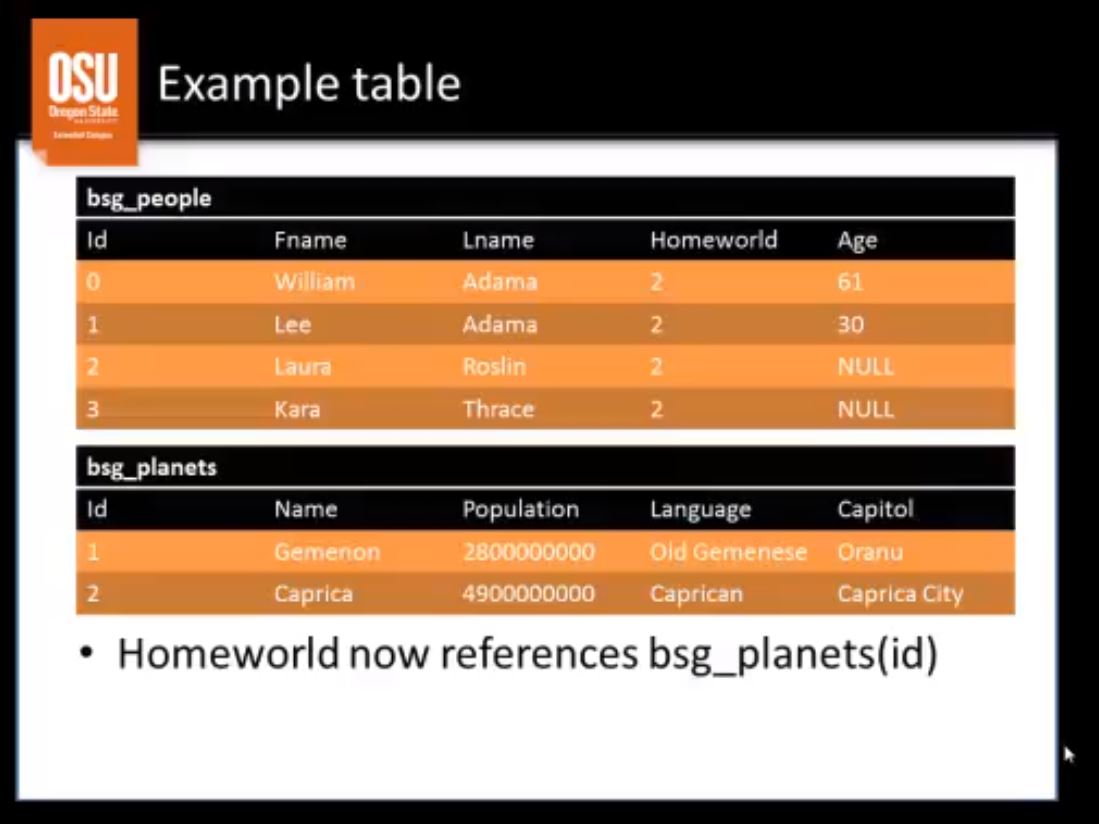 OSU
Oregon State
UNIVERSITY
Extended Campus
Example table
bsg_people
Id Fname Lname Homeworld Age
0 William Adama 2 61
1 Lee Adama 2 30
2 Laura Roslin 2 NULL
3 Kara Thrace 2 NULL
bsg_planets
Id Name Population Language Capitol
1 Gemenon 2800000000 Old Gemenese Oranu
2 Caprica 4900000000 Caprican Caprica City
• Homeworld now references bsg_planets(id)